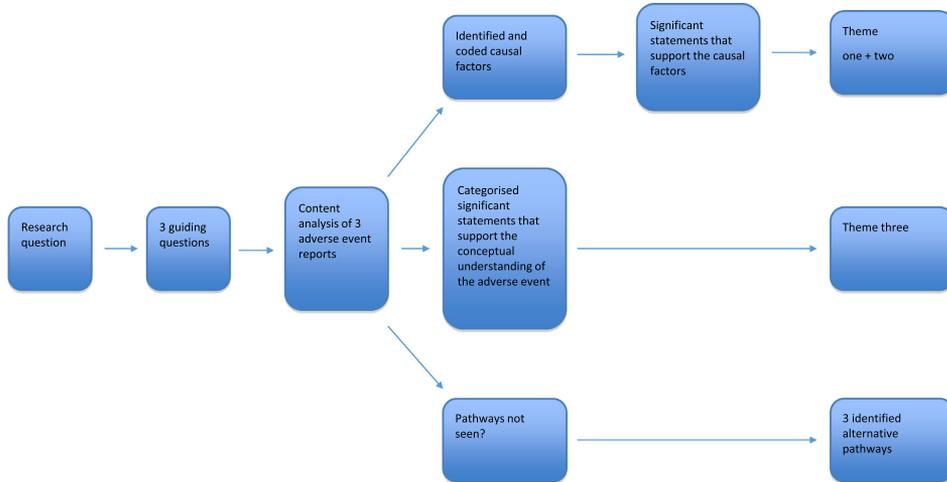 Identified and
coded causal
factors
Significant
statements that
support the causal
factors
Theme
one + two
Research
question
3 guiding
questions
Content
analysis of 3
adverse event
reports
Categorised
significant
statements that
support the
conceptual
understanding of
the adverse event
Theme three
Pathways not
seen?
3 identified
alternative
pathways